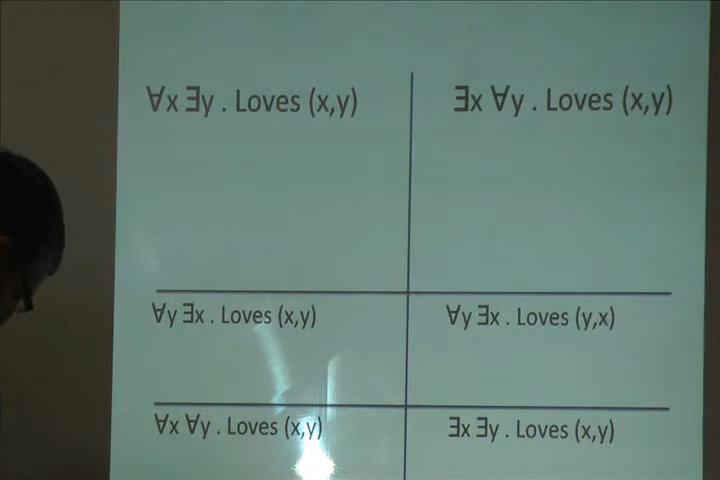 ∀x ∃y . Loves (x,y)
∃x ∀y . Loves (x,y)
∀y ∃x . Loves (x,y)
∀y ∃x . Loves (y,x)
∀x ∀y . Loves (x,y)
∃x ∃y . Loves (x,y)